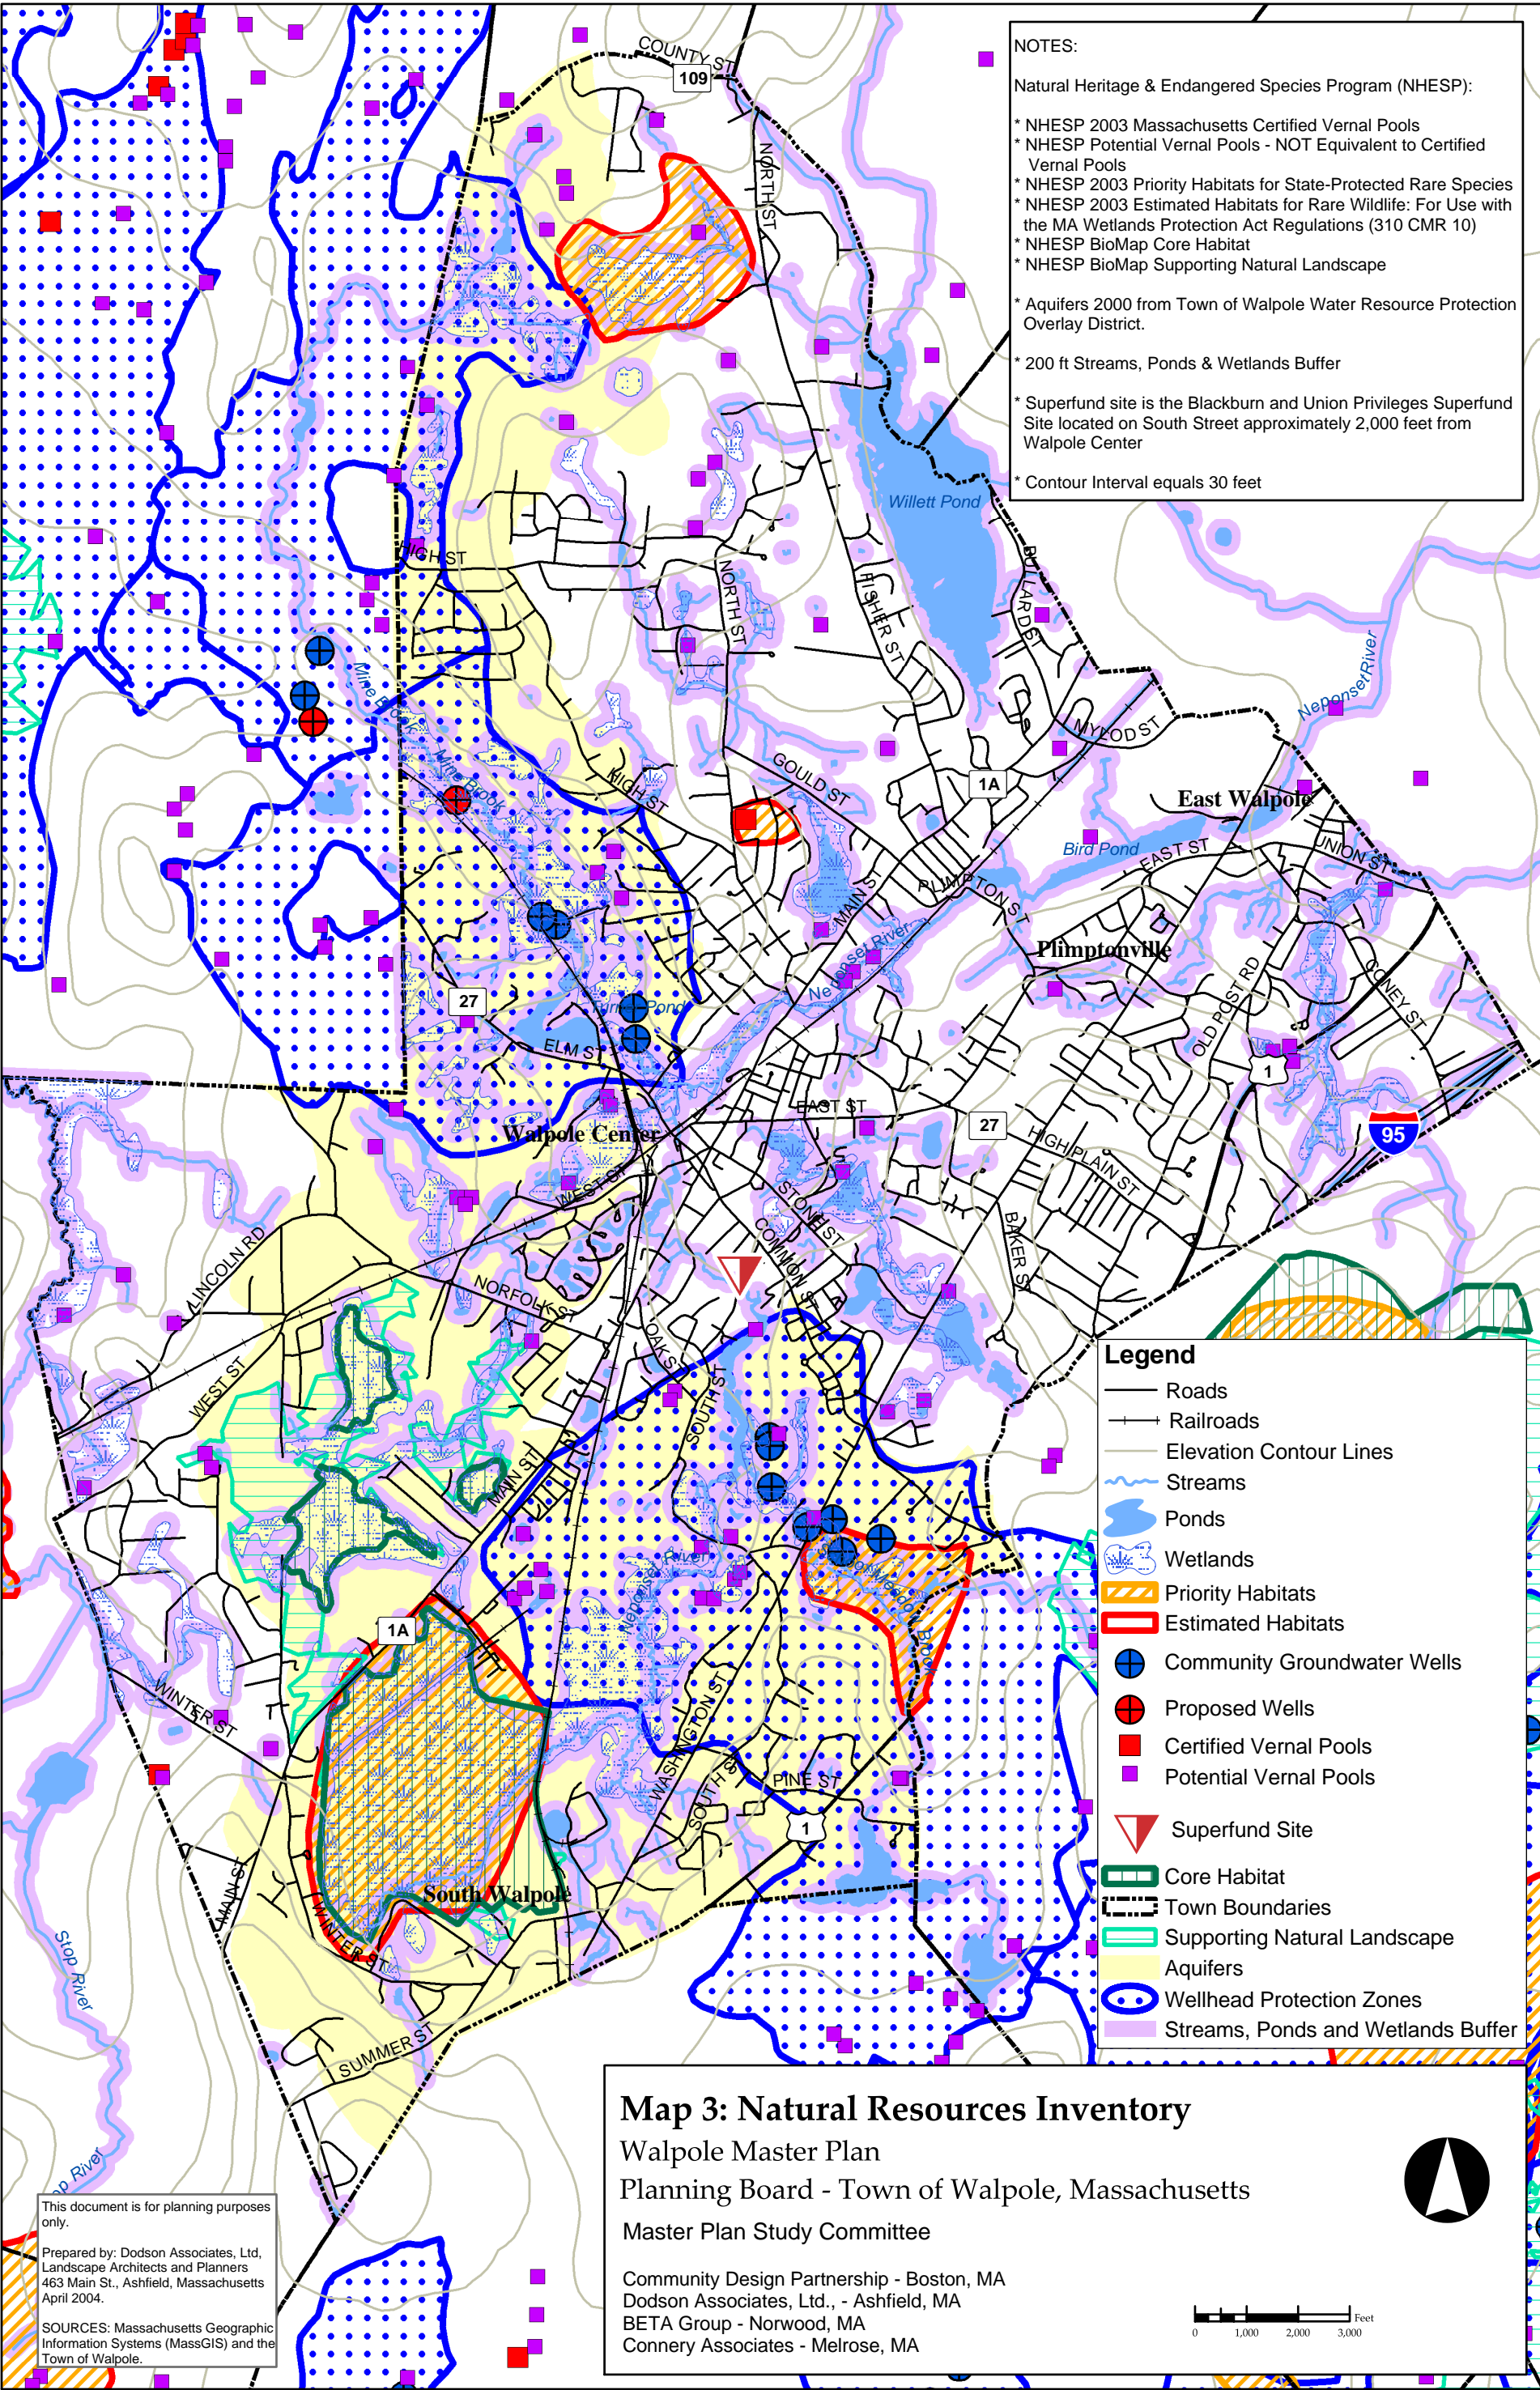 COUNTY ST
109
NORTH ST
NOTES:
Natural Heritage & Endangered Species Program (NHESP):
* NHESP 2003 Massachusetts Certified Vernal Pools
* NHESP Potential Vernal Pools - NOT Equivalent to Certified
Vernal Pools
* NHESP 2003 Priority Habitats for State-Protected Rare Species
* NHESP 2003 Estimated Habitats for Rare Wildlife: For Use with
the MA Wetlands Protection Act Regulations (310 CMR 10)
* NHESP BioMap Core Habitat
* NHESP BioMap Supporting Natural Landscape
* Aquifers 2000 from Town of Walpole Water Resource Protection
Overlay District.
* 200 ft Streams, Ponds & Wetlands Buffer
* Superfund site is the Blackburn and Union Privileges Superfund
Site located on South Street approximately 2,000 feet from
Walpole Center
* Contour Interval equals 30 feet
Willett Pond
HIGH ST
NORTH ST
FISHER ST
BULLARD ST
Mine Brook
Neponset River
MYLOD ST
Mine Brook
HIGH ST
GOULD ST
1A
East Walpole
Bird Pond
EAST ST
UNION ST
PLIMPTON ST
MAIN ST
Neponset River
Plimptonville
OLD POST RD
CONEY ST
27
Pond
ELM ST
1
EAST ST
27
95
Walpole Center
HIGH PLAIN ST
WEST ST
STONE ST
COMMON ST
BAKER ST
LINCOLN RD
NORFOLK ST
OAK ST
SOUTH ST
WEST ST
MAIN ST
Neponset River
Brook
1A
WINTER ST
WASHINGTON ST
SOUTH ST
PINE ST
1
South Walpole
MAIN ST
WINTER ST
Stop River
SUMMER ST
River
Legend
Roads
Railroads
Elevation Contour Lines
Streams
Ponds
Wetlands
Priority Habitats
Estimated Habitats
Community Groundwater Wells
Proposed Wells
Certified Vernal Pools
Potential Vernal Pools
Superfund Site
Core Habitat
Town Boundaries
Supporting Natural Landscape
Aquifers
Wellhead Protection Zones
Streams, Ponds and Wetlands Buffer
Map 3: Natural Resources Inventory
Walpole Master Plan
Planning Board - Town of Walpole, Massachusetts
Master Plan Study Committee
Community Design Partnership - Boston, MA
Dodson Associates, Ltd., - Ashfield, MA
BETA Group - Norwood, MA
Connery Associates - Melrose, MA
Feet
0 1,000 2,000 3,000
This document is for planning purposes
only.
Prepared by: Dodson Associates, Ltd,
Landscape Architects and Planners
463 Main St., Ashfield, Massachusetts
April 2004.
SOURCES: Massachusetts Geographic
Information Systems (MassGIS) and the
Town of Walpole.